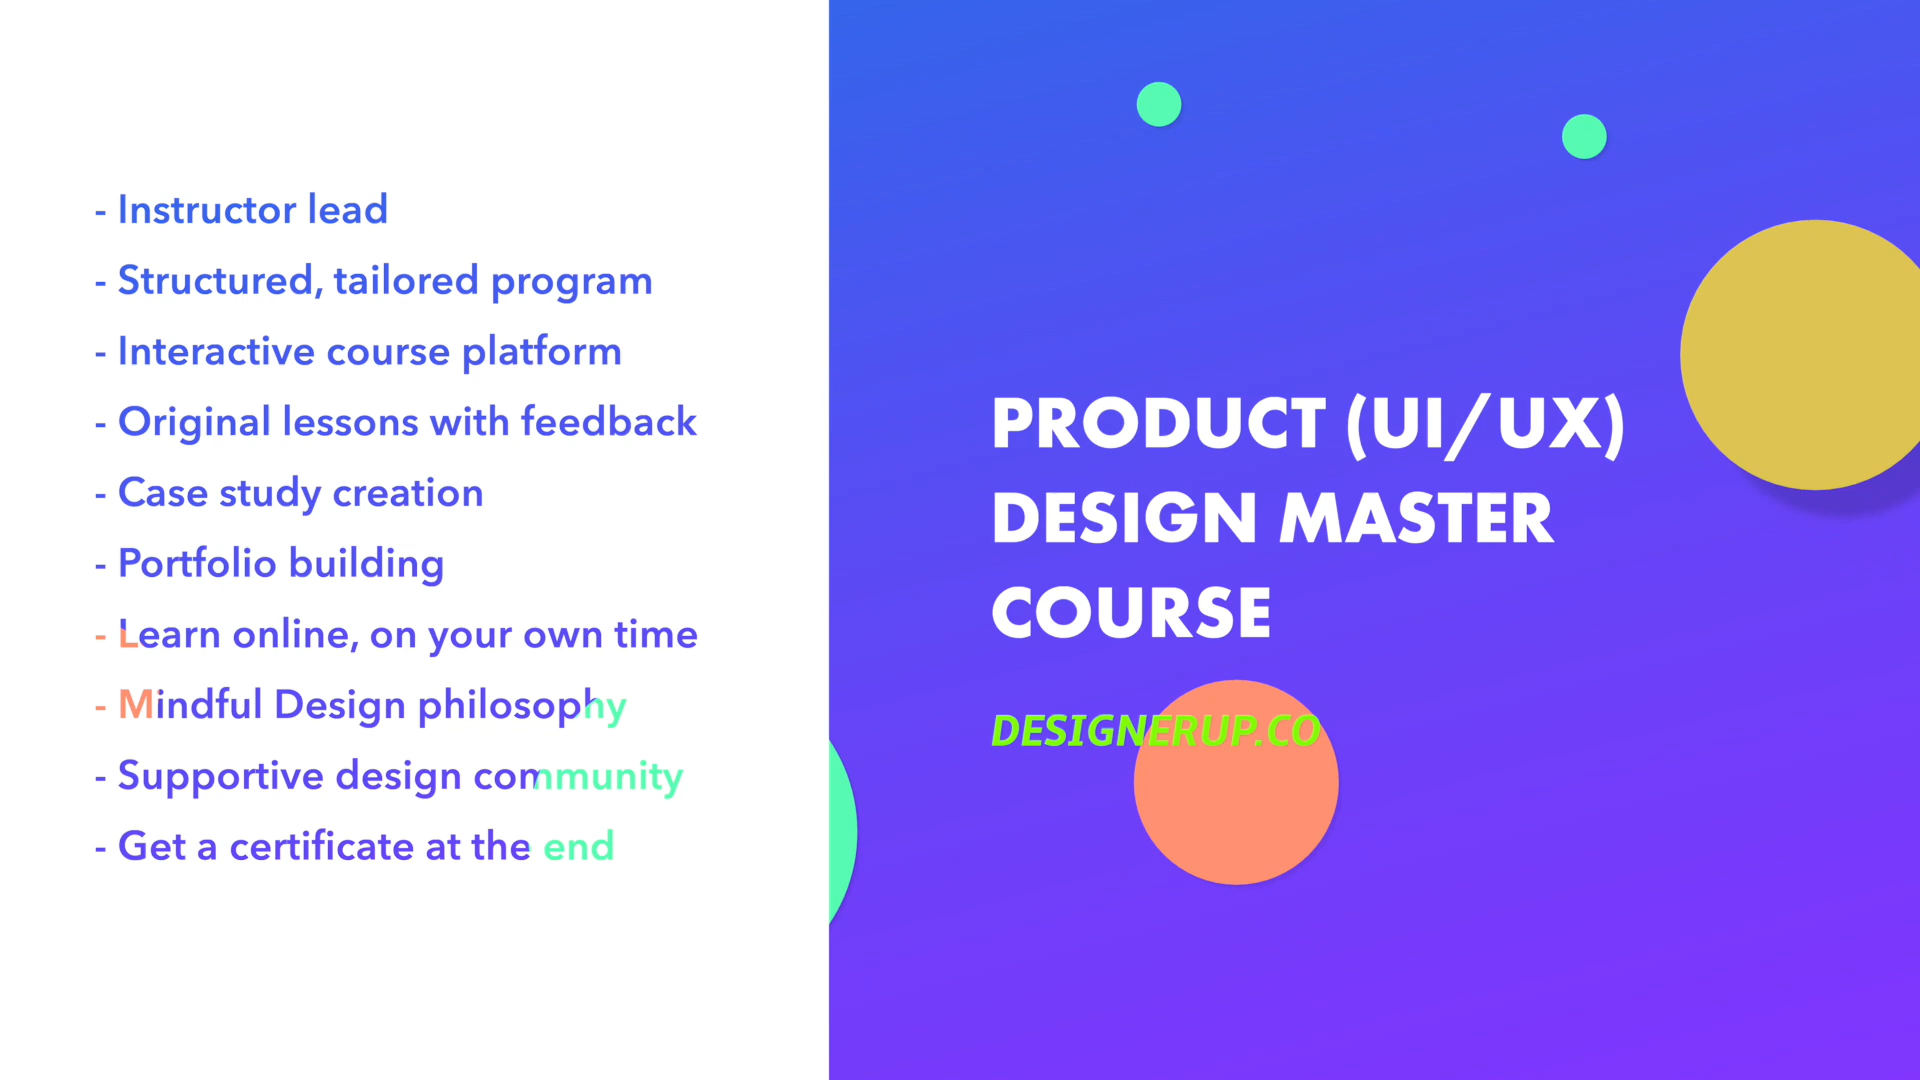 - Instructor lead
- Structured, tailored program
- Interactive course platform
- Original lessons with feedback
- Case study creation
- Portfolio building
- Learn online, on your own time
- Mindful Design philosophy
- Supportive design community
- Get a certificate at the end
PRODUCT (UI/UX)
DESIGN MASTER
COURSE
DESIGNERUP.CO